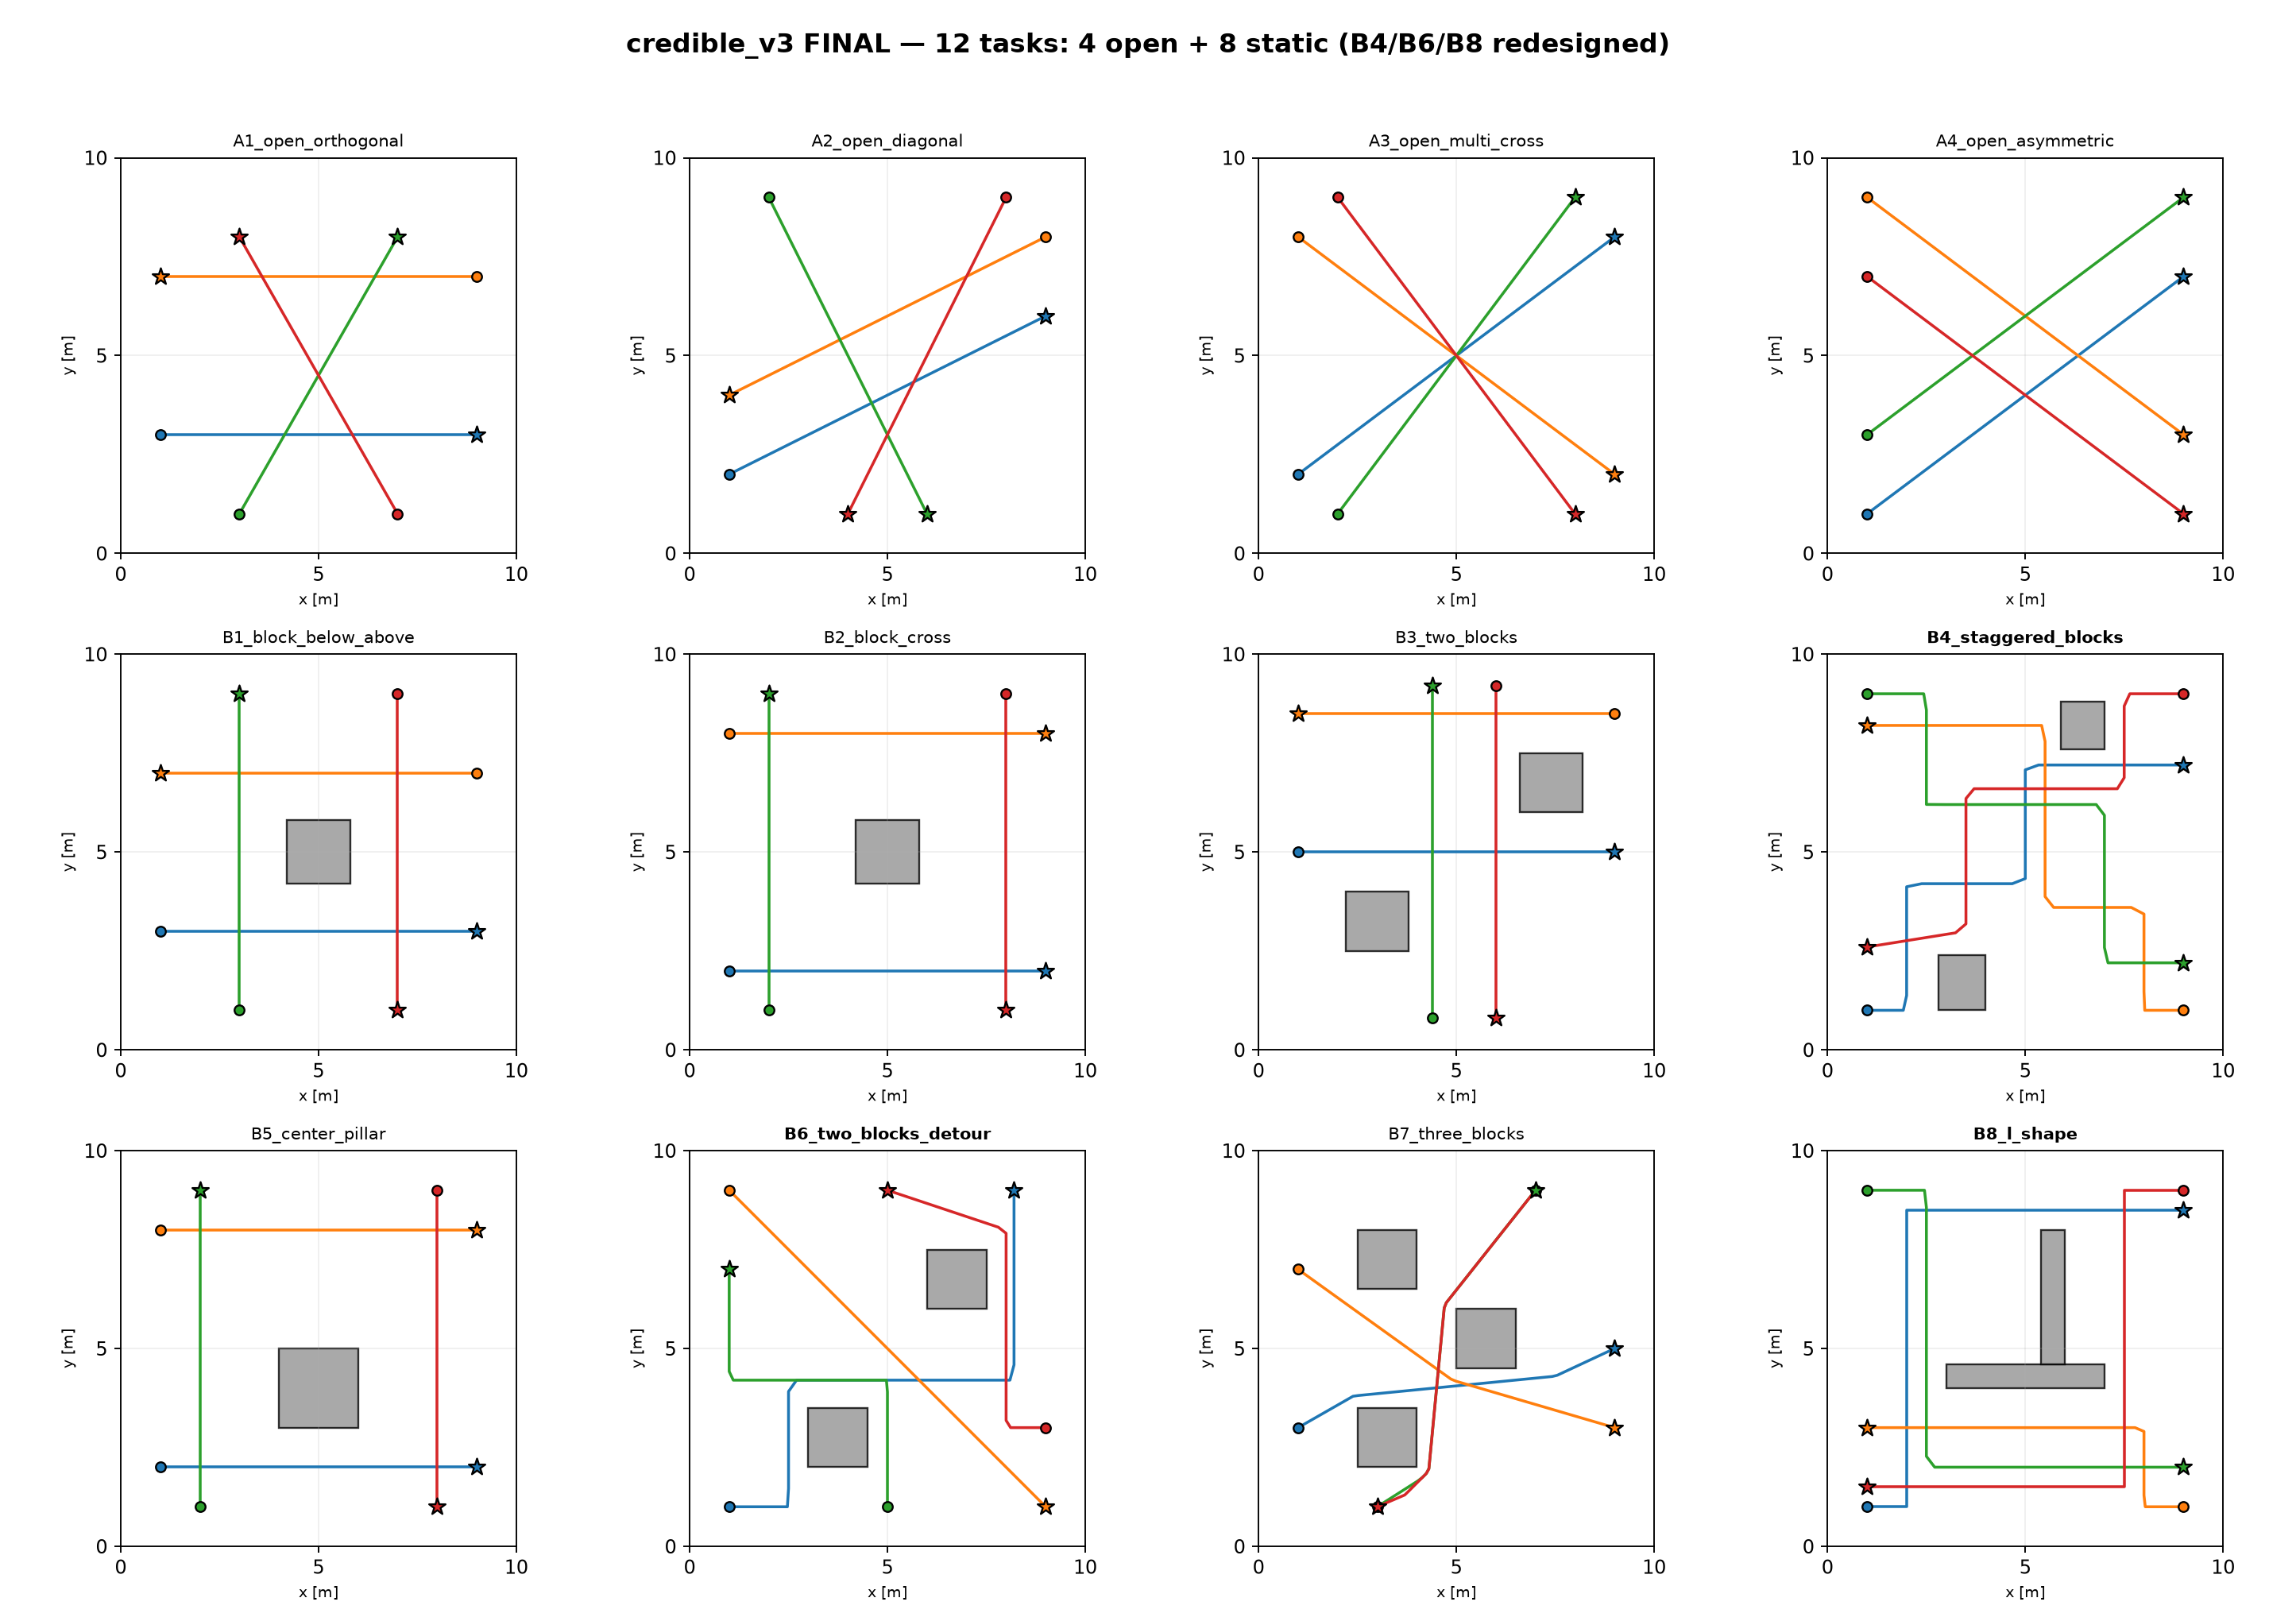 credible_v3 FINAL — 12 tasks: 4 open + 8 static (B4/B6/B8 redesigned)
A1_open_orthogonal
A2_open_diagonal
A3_open_multi_cross
A4_open_asymmetric
10
5
0
y [m]
0 5 10
x [m]
10
5
0
y [m]
0 5 10
x [m]
10
5
0
y [m]
0 5 10
x [m]
10
5
0
y [m]
0 5 10
x [m]
B1_block_below_above
B2_block_cross
B3_two_blocks
B4_staggered_blocks
10
5
0
y [m]
0 5 10
x [m]
10
5
0
y [m]
0 5 10
x [m]
10
5
0
y [m]
0 5 10
x [m]
10
5
0
y [m]
0 5 10
x [m]
B5_center_pillar
B6_two_blocks_detour
B7_three_blocks
B8_l_shape
10
5
0
y [m]
0 5 10
x [m]
10
5
0
y [m]
0 5 10
x [m]
10
5
0
y [m]
0 5 10
x [m]
10
5
0
y [m]
0 5 10
x [m]